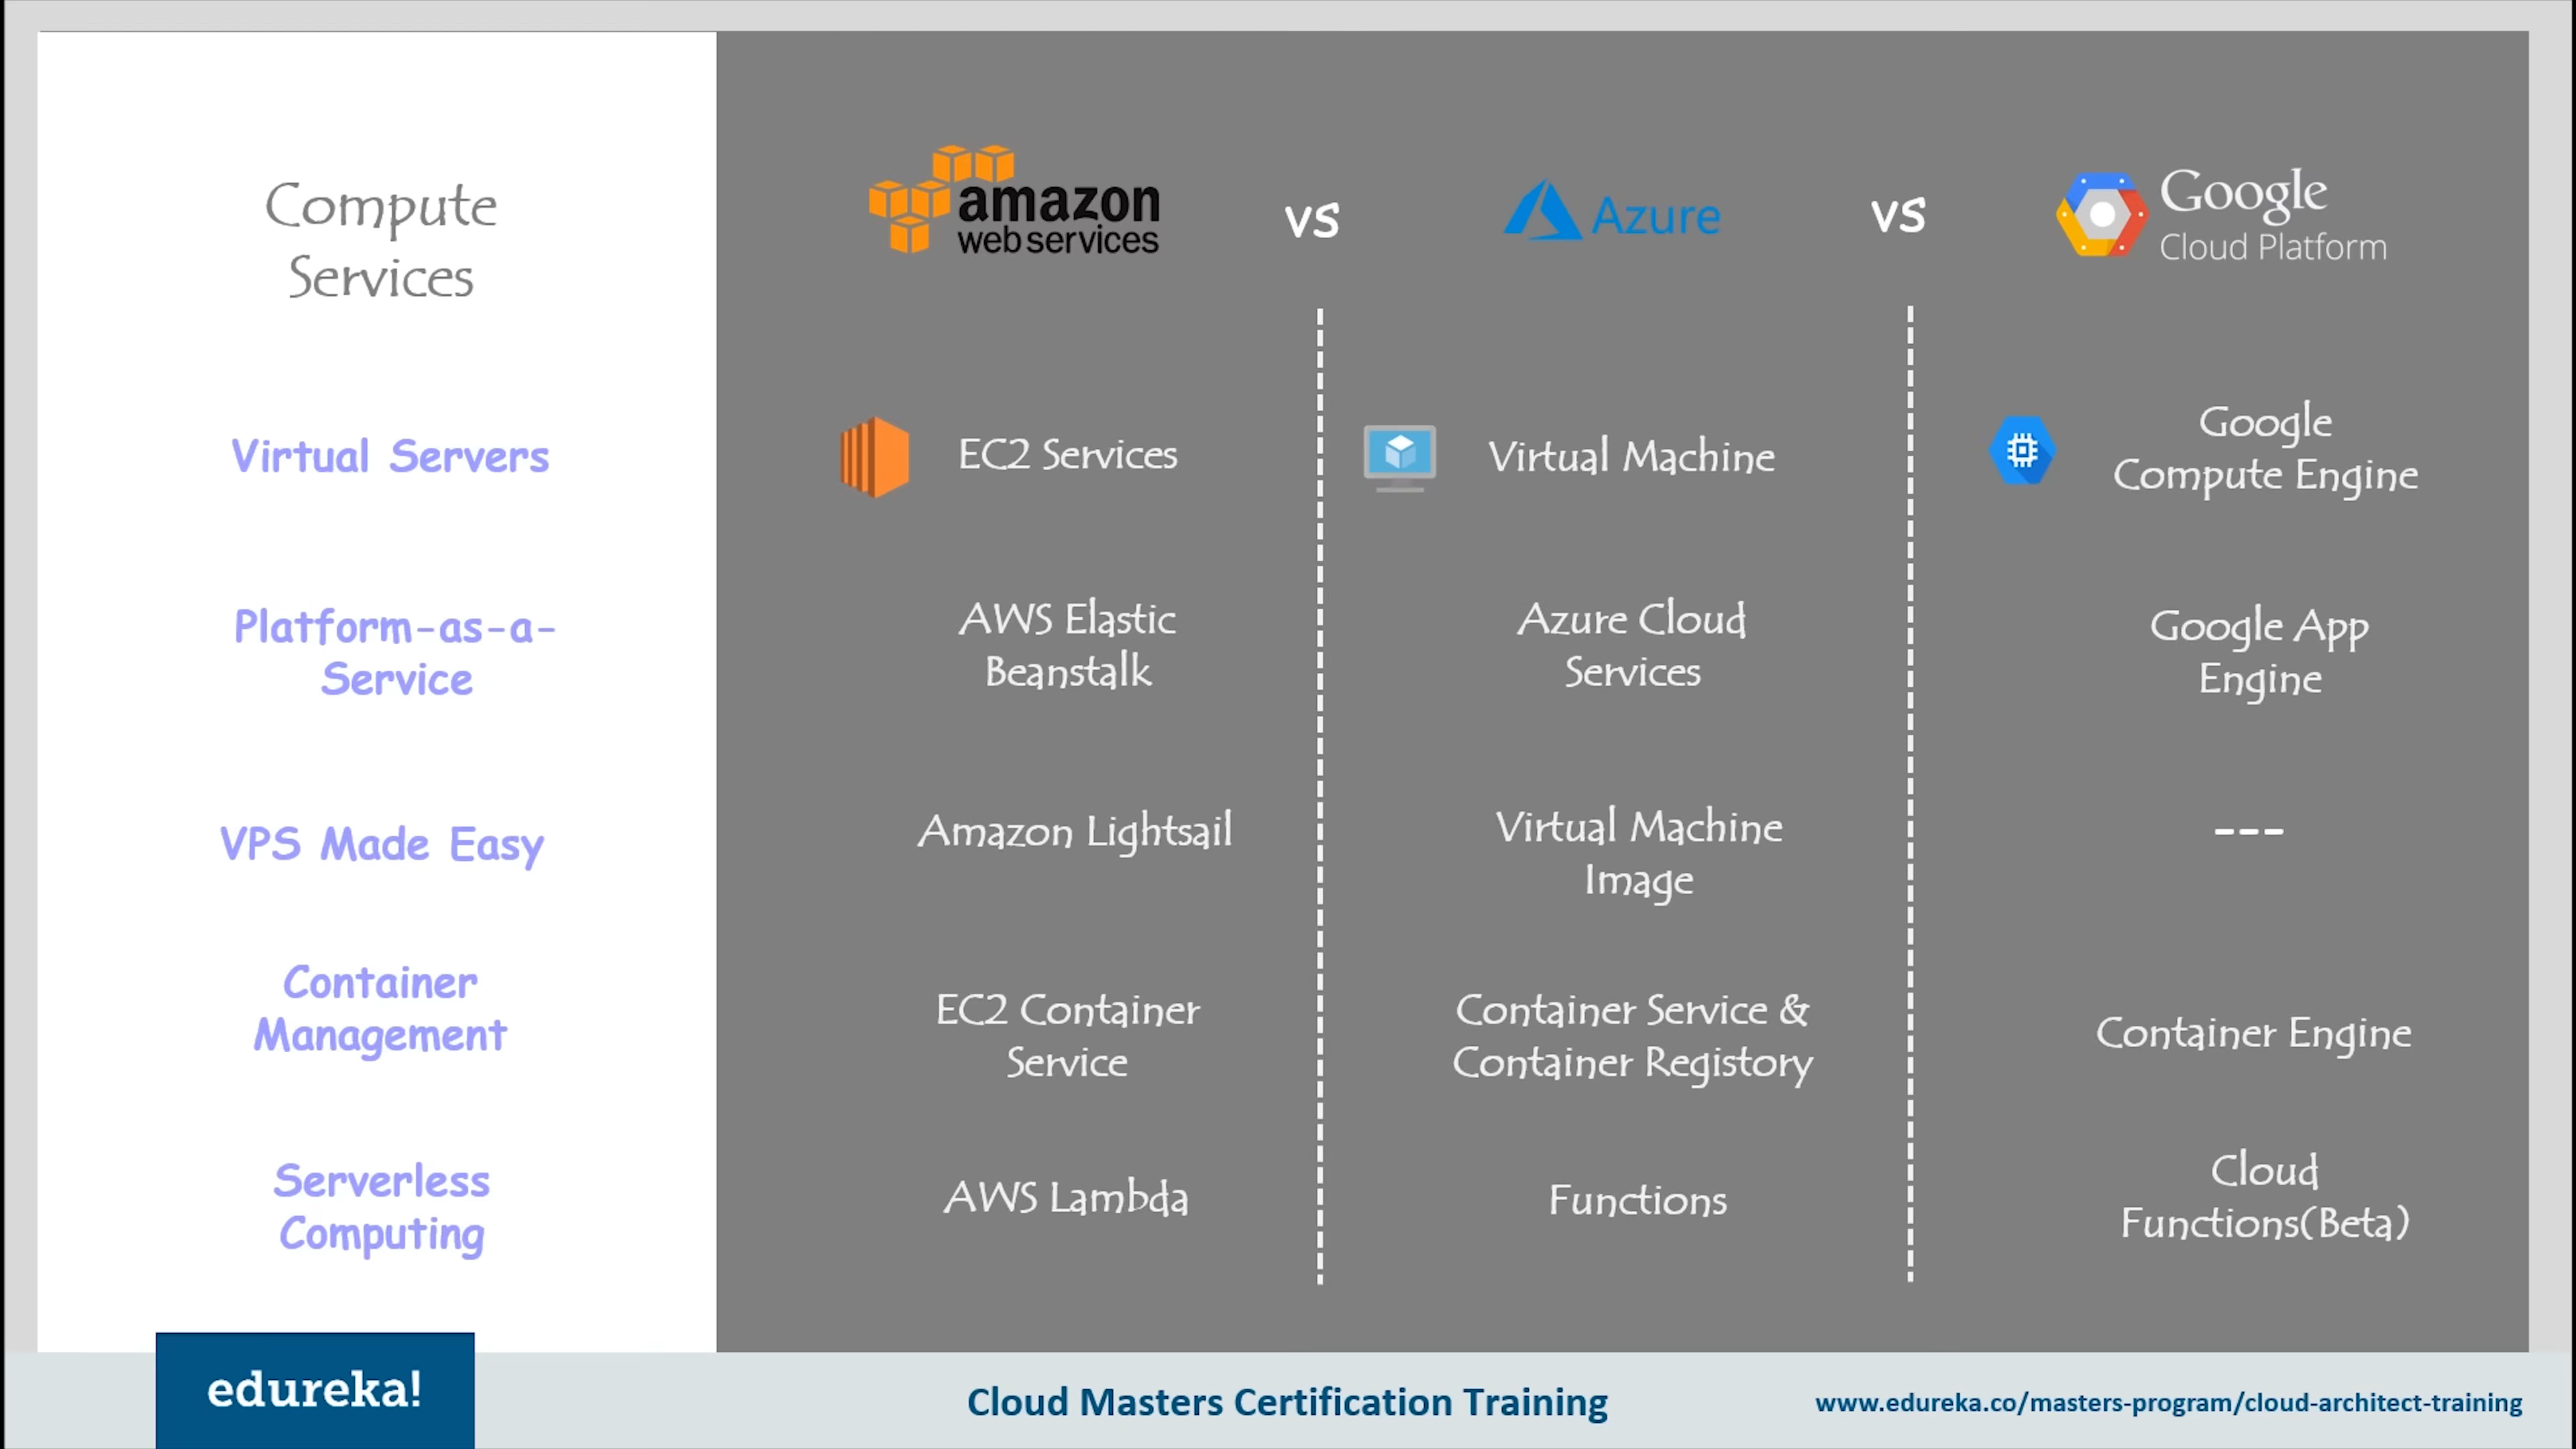 Compute
Services
amazon
web services
vs
Azure
vs
Google
Cloud Platform
Virtual Servers
EC2 Services
Virtual Machine
Google
Compute Engine
Platform-as-a-
Service
AWS Elastic
Beanstalk
Azure Cloud
Services
Google App
Engine
VPS Made Easy
Amazon Lightsail
Virtual Machine
Image
---
Container
Management
EC2 Container
Service
Container Service &
Container Registory
Container Engine
Serverless
Computing
AWS Lambda
Functions
Cloud
Functions(Beta)
edureka!
Cloud Masters Certification Training
www.edureka.co/masters-program/cloud-architect-training